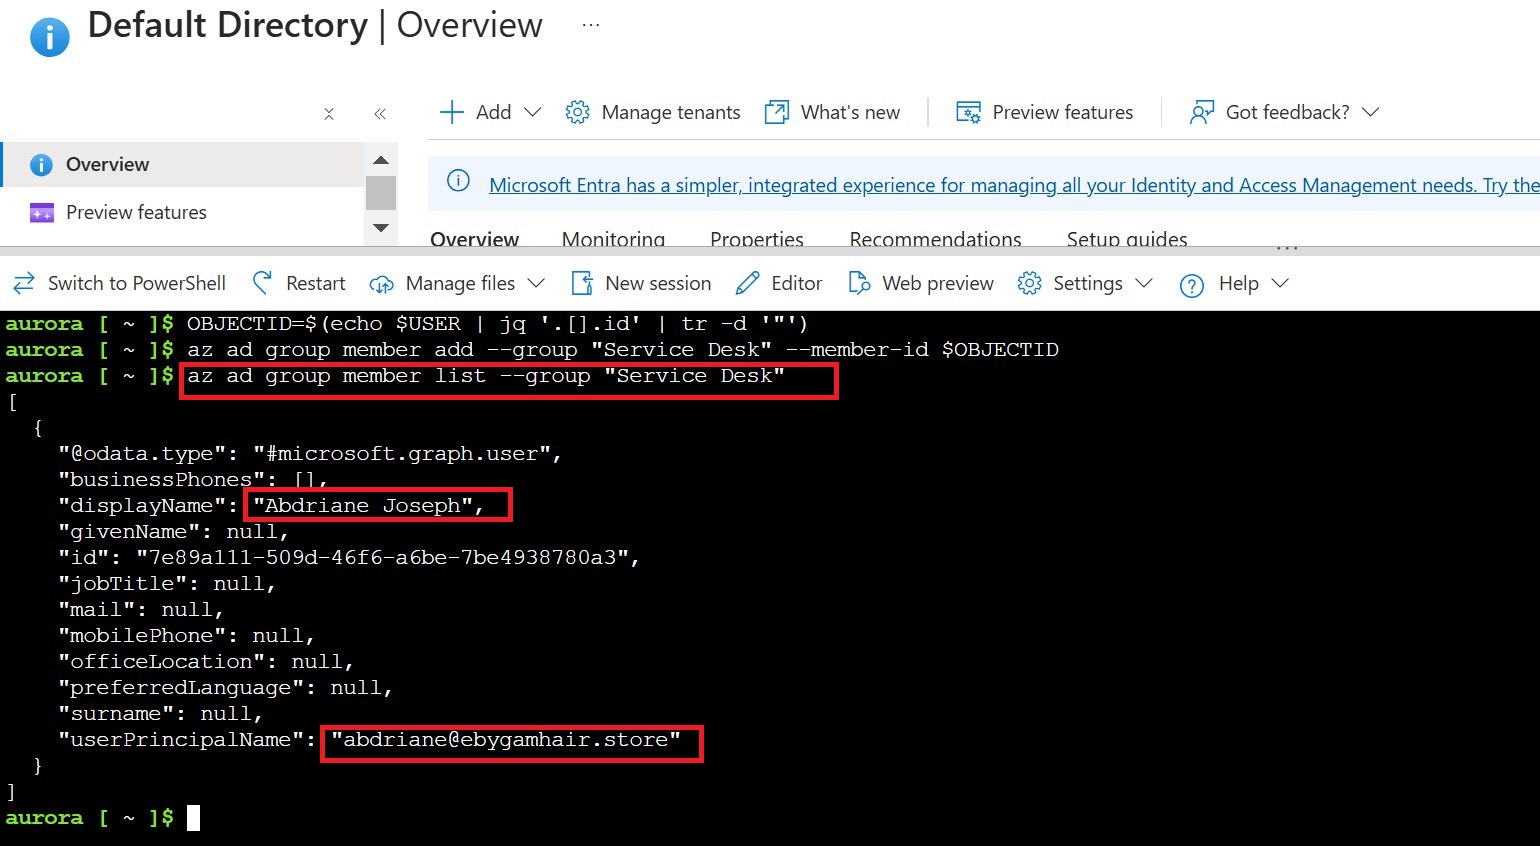 Default Directory | Overview ...
Add Manage tenants What's new Preview features Got feedback?
Overview
Microsoft Entra has a simpler, integrated experience for managing all your Identity and Access Management needs. Try the
Preview features
Overview Monitoring Properties Recommendations Setup guides
Switch to PowerShell Restart Manage files New session Editor Web preview Settings Help
aurora [ ~ ]$ OBJECTID=$(echo $USER | jq '.[].id' | tr -d '"')
aurora [ ~ ]$ az ad group member add --group "Service Desk" --member-id $OBJECTID
aurora [ ~ ]$ az ad group member list --group "Service Desk"
[
{
"@odata.type": "#microsoft.graph.user",
"businessPhones": [],
"displayName": "Abdriane Joseph",
"givenName": null,
"id": "7e89a111-509d-46f6-a6be-7be4938780a3",
"jobTitle": null,
"mail": null,
"mobilePhone": null,
"officeLocation": null,
"preferredLanguage": null,
"surname": null,
"userPrincipalName": "abdriane@ebygamhair.store"
}
]
aurora [ ~ ]$